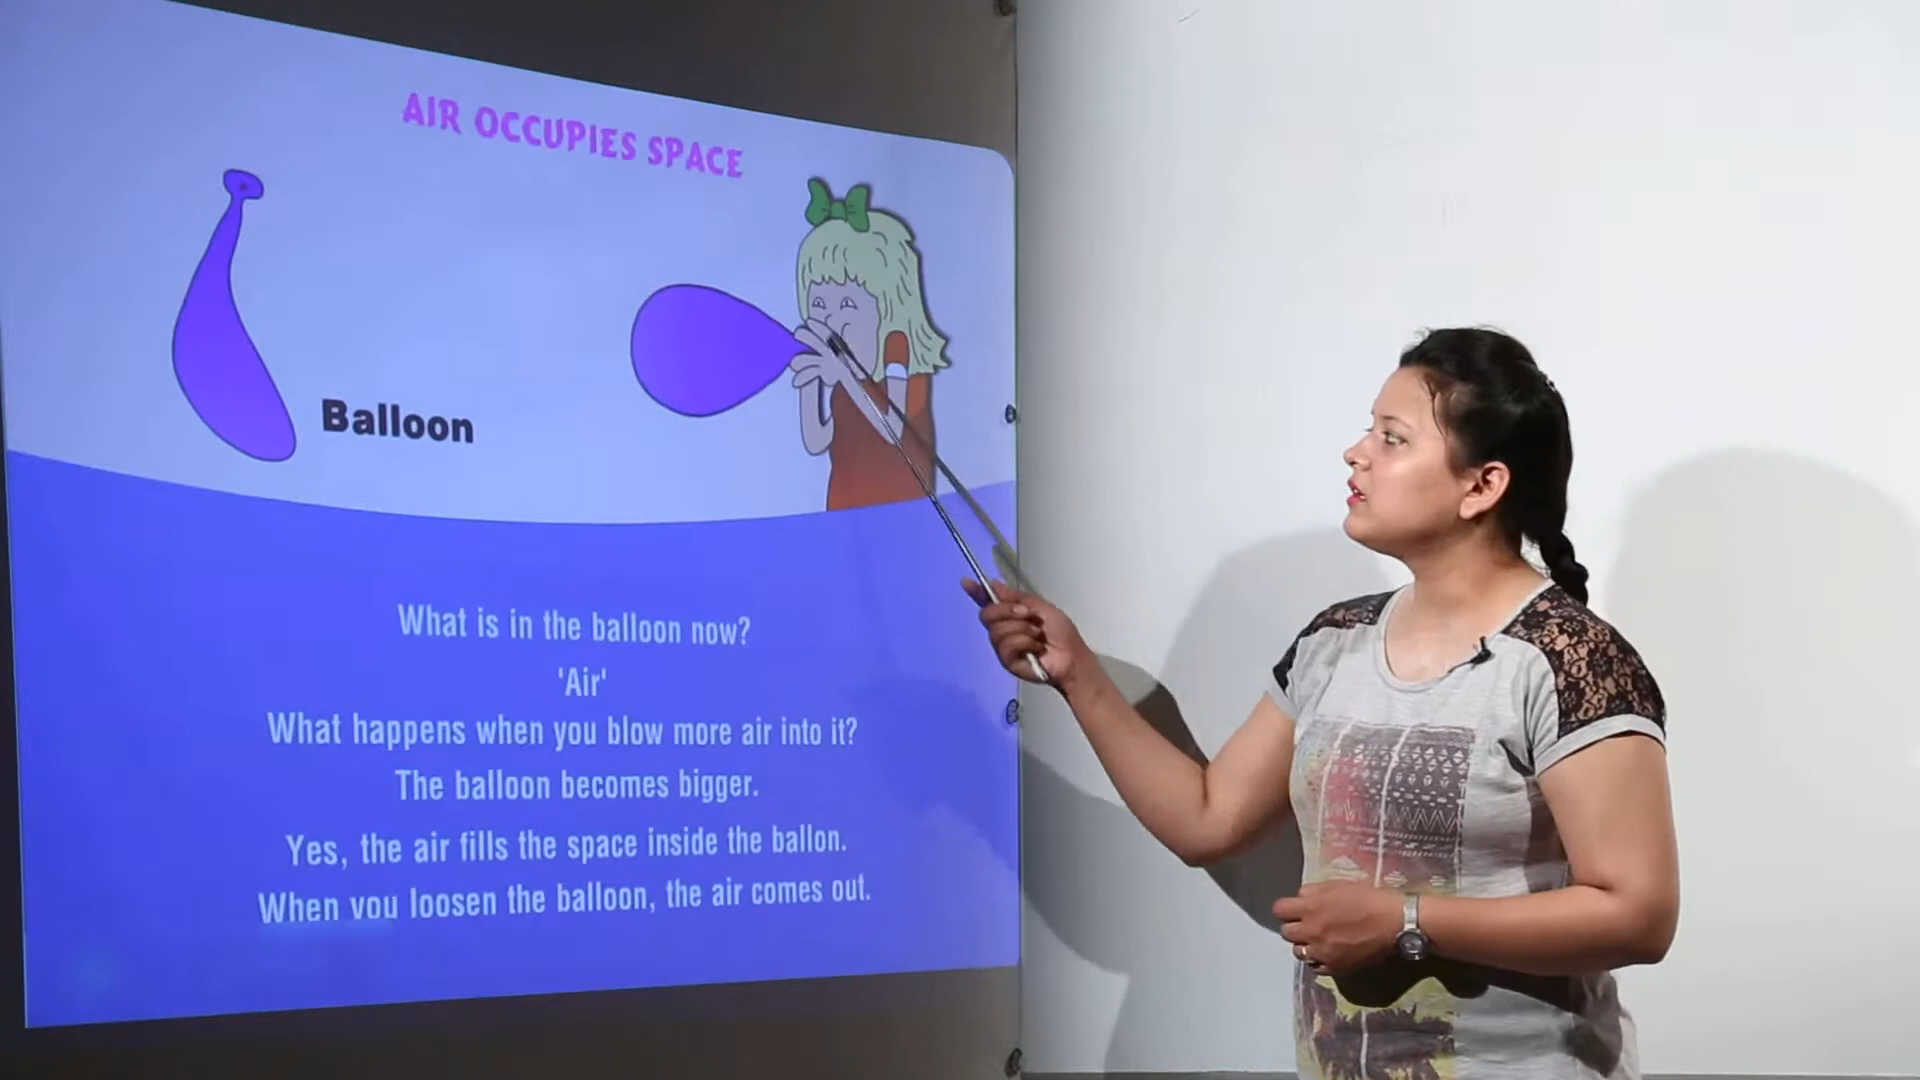 AIR OCCUPIES SPACE
Balloon
What is in the balloon now?
'Air'
What happens when you blow more air into it?
The balloon becomes bigger.
Yes, the air fills the space inside the ballon.
When you loosen the balloon, the air comes out.